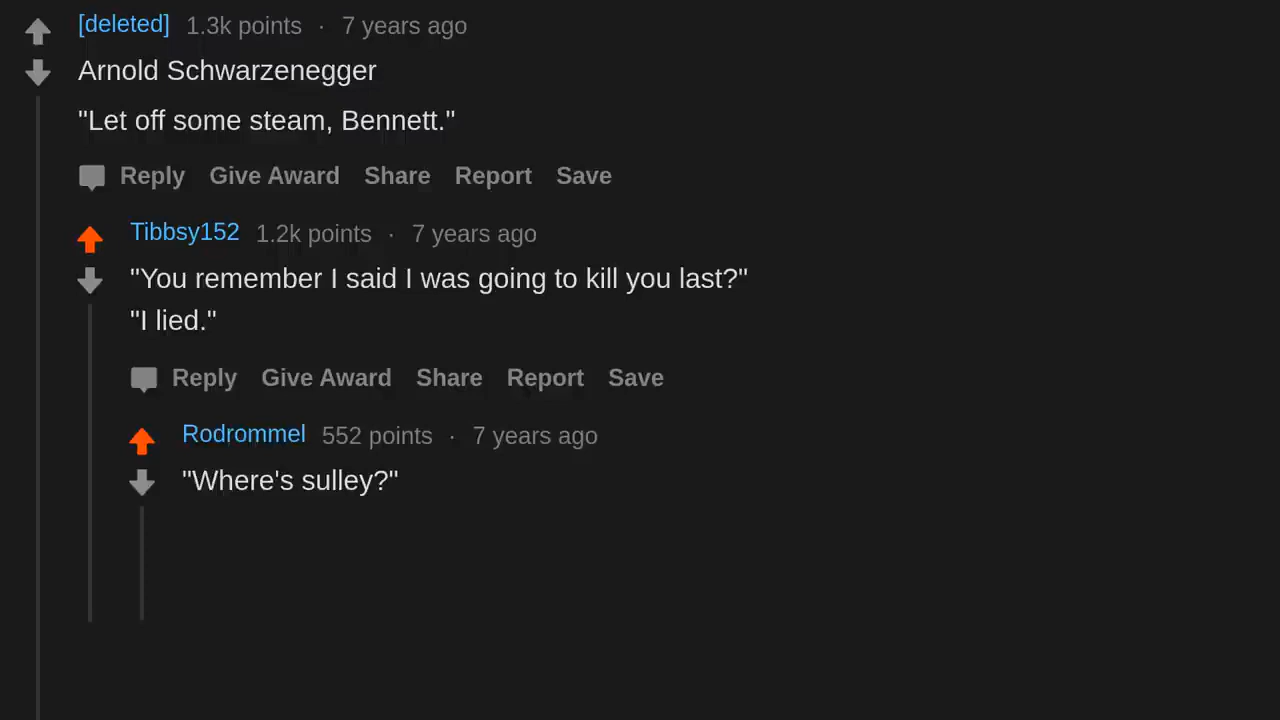 [deleted] 1.3k points · 7 years ago
Arnold Schwarzenegger
"Let off some steam, Bennett."
Reply Give Award Share Report Save
Tibbsy152 1.2k points · 7 years ago
"You remember I said I was going to kill you last?"
"I lied."
Reply Give Award Share Report Save
Rodrommel 552 points · 7 years ago
"Where's sulley?"